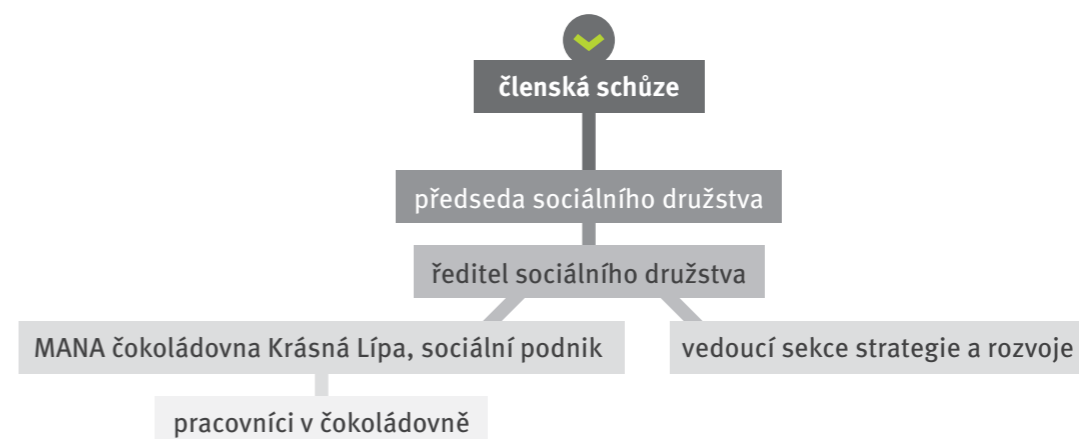 členská schůze
předseda sociálního družstva
ředitel sociálního družstva
MANA čokoládovna Krásná Lípa, sociální podnik
vedoucí sekce strategie a rozvoje
pracovníci v čokoládovně